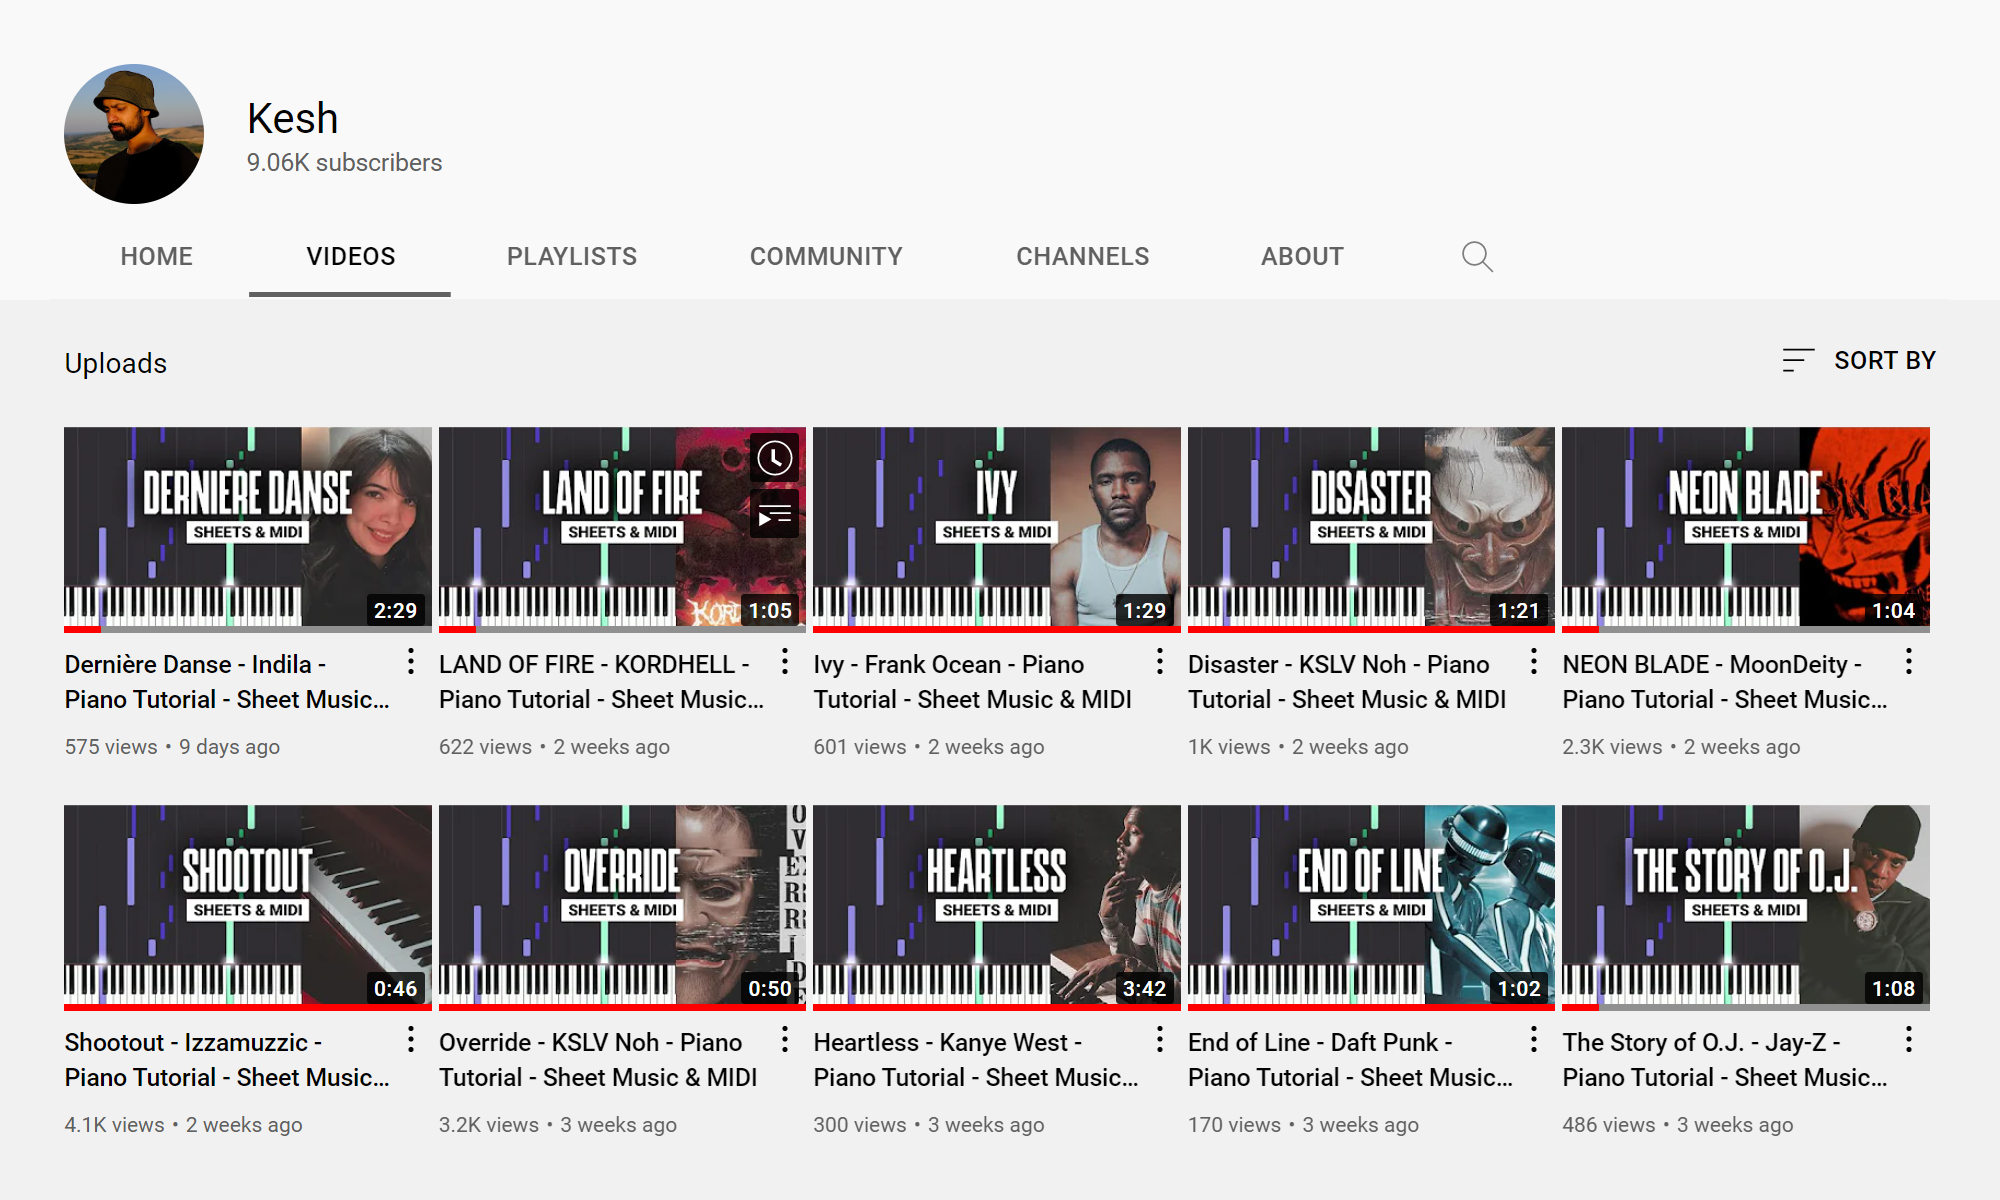 Kesh
9.06K subscribers
HOME
VIDEOS
PLAYLISTS
COMMUNITY
CHANNELS
ABOUT
Uploads
SORT BY
DERNIERE DANSE
SHEETS & MIDI
2:29
Dernière Danse - Indila -
Piano Tutorial - Sheet Music...
575 views • 9 days ago
LAND OF FIRE
SHEETS & MIDI
1:05
LAND OF FIRE - KORDHELL -
Piano Tutorial - Sheet Music...
622 views • 2 weeks ago
IVY
SHEETS & MIDI
1:29
Ivy - Frank Ocean - Piano
Tutorial - Sheet Music & MIDI
601 views • 2 weeks ago
DISASTER
SHEETS & MIDI
1:21
Disaster - KSLV Noh - Piano
Tutorial - Sheet Music & MIDI
1K views • 2 weeks ago
NEON BLADE
SHEETS & MIDI
1:04
NEON BLADE - MoonDeity -
Piano Tutorial - Sheet Music...
2.3K views • 2 weeks ago
SHOOTOUT
SHEETS & MIDI
0:46
Shootout - Izzamuzzic -
Piano Tutorial - Sheet Music...
4.1K views • 2 weeks ago
OVERRIDE
SHEETS & MIDI
0:50
Override - KSLV Noh - Piano
Tutorial - Sheet Music & MIDI
3.2K views • 3 weeks ago
HEARTLESS
SHEETS & MIDI
3:42
Heartless - Kanye West -
Piano Tutorial - Sheet Music...
300 views • 3 weeks ago
END OF LINE
SHEETS & MIDI
1:02
End of Line - Daft Punk -
Piano Tutorial - Sheet Music...
170 views • 3 weeks ago
THE STORY OF O.J.
SHEETS & MIDI
1:08
The Story of O.J. - Jay-Z -
Piano Tutorial - Sheet Music...
486 views • 3 weeks ago